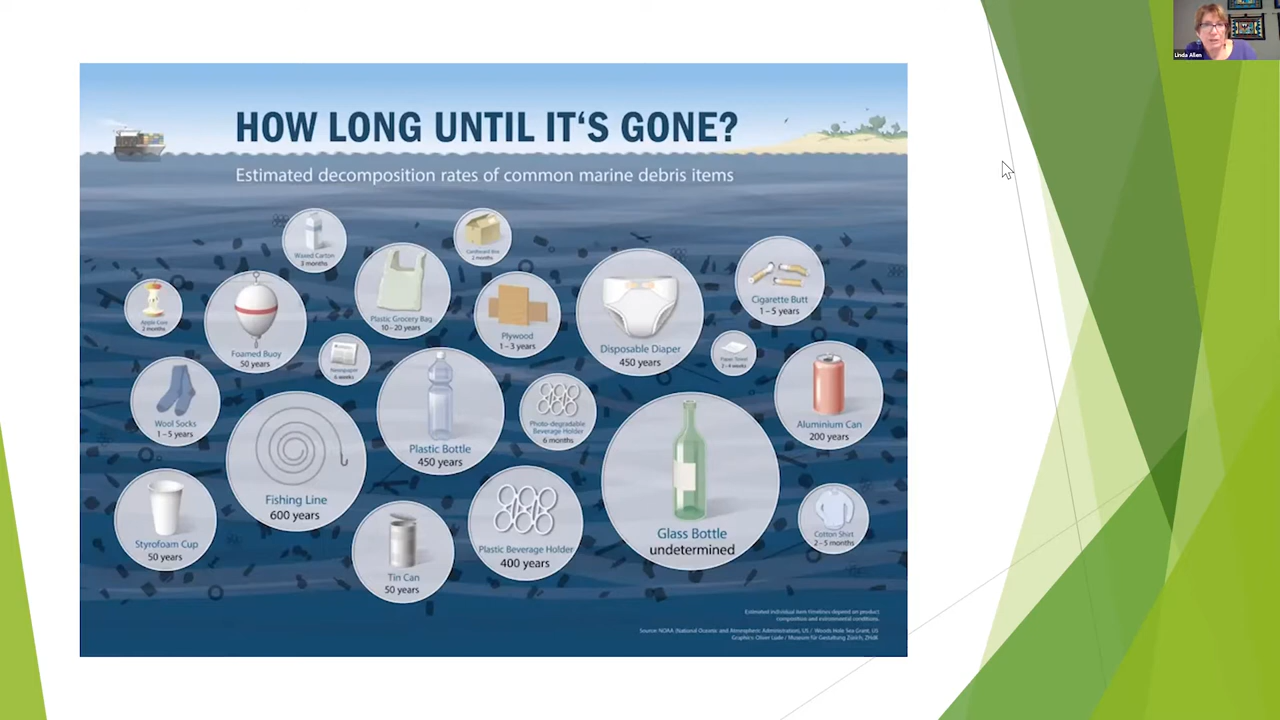 Linda Allen
HOW LONG UNTIL IT'S GONE?
Estimated decomposition rates of common marine debris items
Waxed Carton
3 months
Cardboard Box
2 months
Plastic Grocery Bag
10-20 years
Cigarette Butt
1-5 years
Apple Core
2 months
Foamed Buoy
50 years
Plywood
1-3 years
Disposable Diaper
450 years
Newspaper
6 weeks
Paper Towel
2-4 weeks
Wool Socks
1-5 years
Plastic Bottle
450 years
Photo-degradable
Beverage Holder
6 months
Aluminium Can
200 years
Fishing Line
600 years
Glass Bottle
undetermined
Cotton Shirt
2-5 months
Styrofoam Cup
50 years
Tin Can
50 years
Plastic Beverage Holder
400 years
Estimated individual item timelines depend on product
composition and environmental conditions.
Source: NOAA (National Oceanic and Atmospheric Administration), US / Woods Hole Sea Grant, US
Graphic: Oliver Lüde / Museum für Gestaltung Zürich, ZHdK